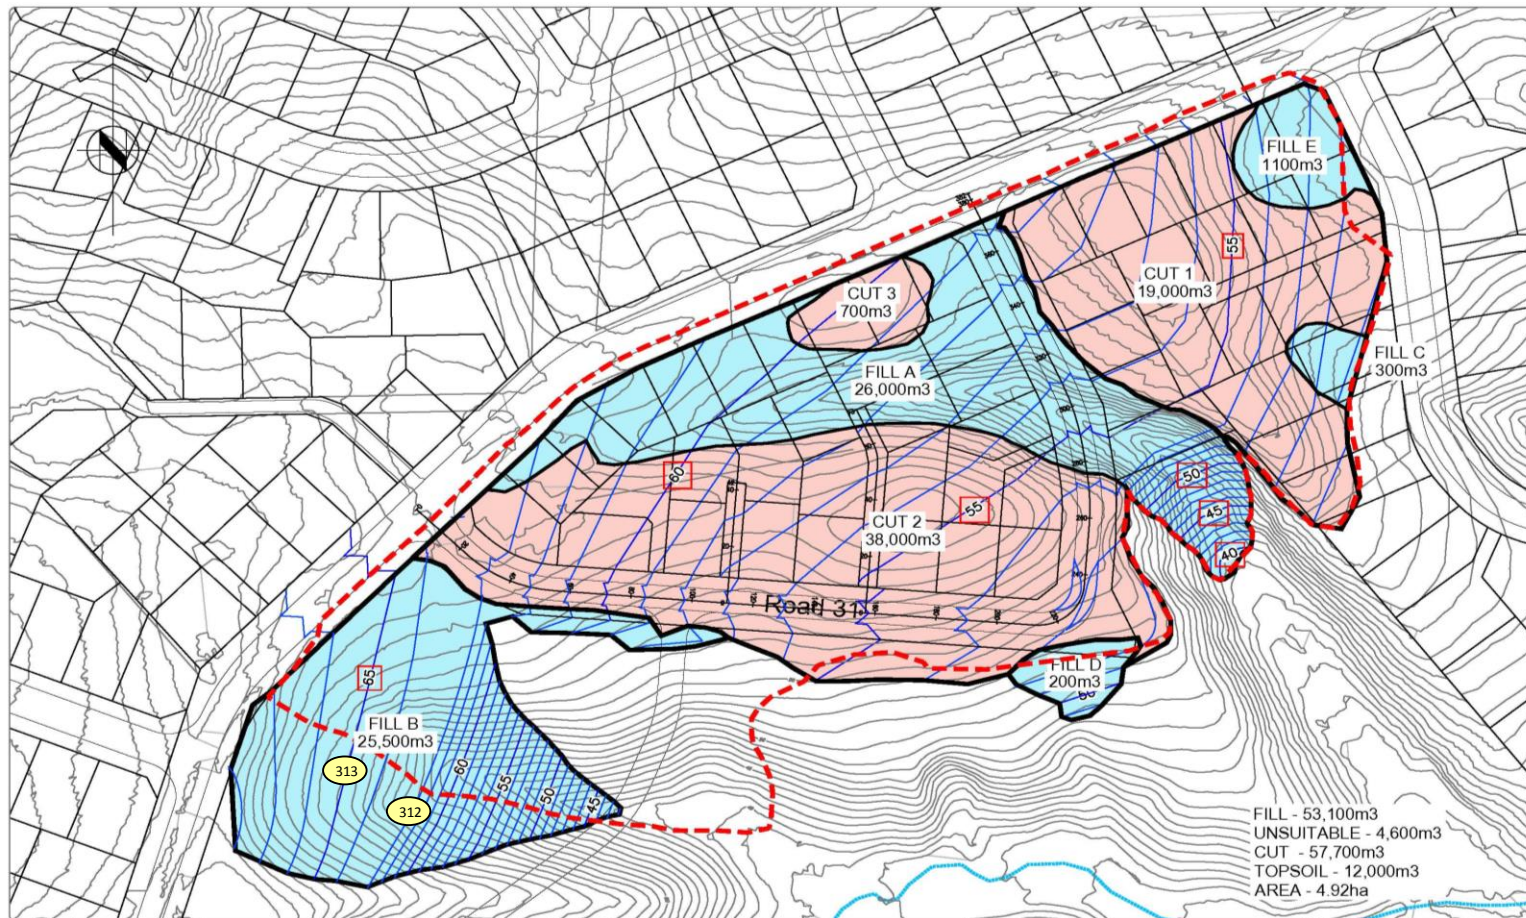 FILL E
1100m3
55
CUT 1
19,000m3
CUT 3
700m3
FILL C
300m3
FILL A
26,000m3
60
50
55
45
CUT 2
38,000m3
40
Road 31
FILL D
200m3
65
FILL B
25,500m3
313
60
55
50
45
312
FILL - 53,100m3
UNSUITABLE - 4,600m3
CUT - 57,700m3
TOPSOIL - 12,000m3
AREA - 4.92ha